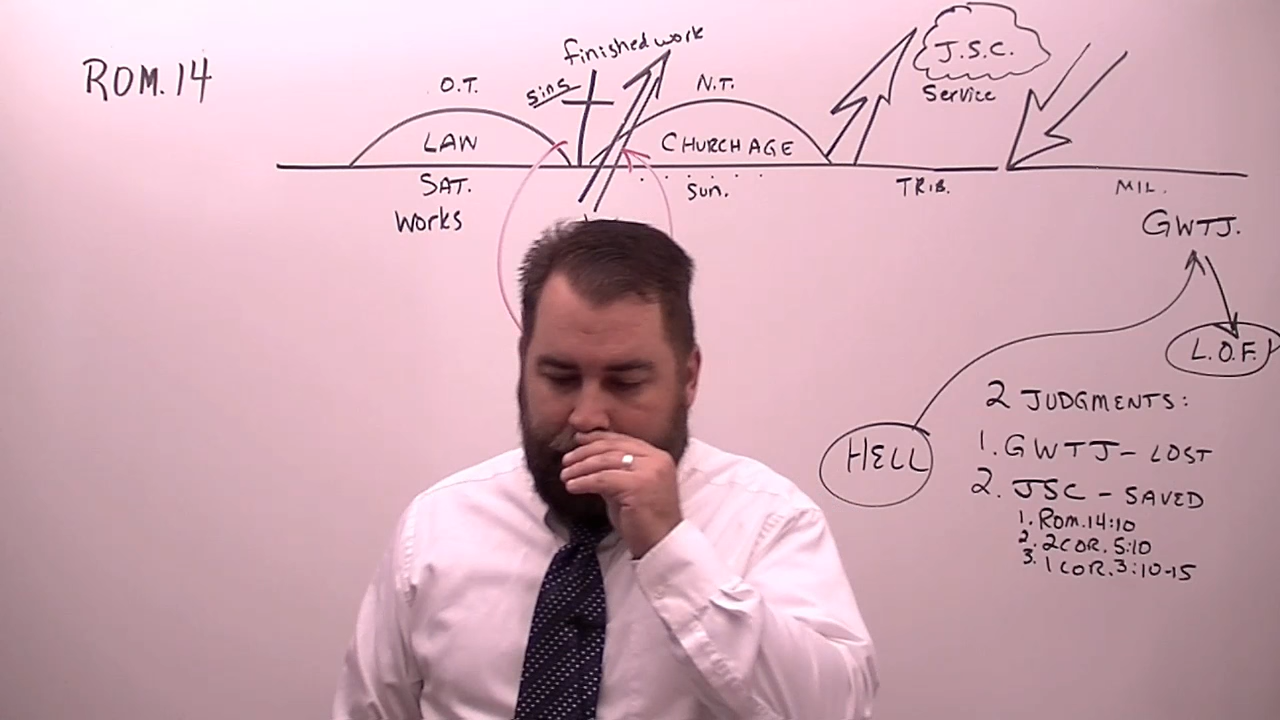 ROM. 14
finished work
O.T.
sins
N.T.
J.S.C.
Service
LAW
CHURCH AGE
SAT.
Sun.
TRIB.
MIL.
Works
GWTJ.
L.O.F.
HELL
2 JUDGMENTS:
1. GWTJ – LOST
2. JSC – SAVED
1. ROM. 14:10
2. 2 COR. 5:10
3. 1 COR. 3:10-15